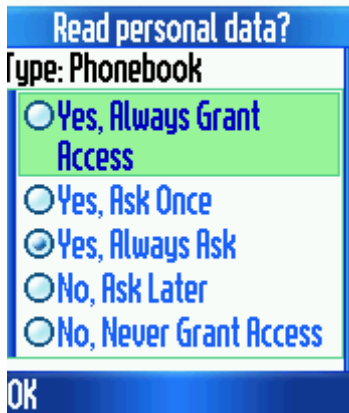 Read personal data?
Type: Phonebook
Yes, Always Grant
Access
Yes, Ask Once
Yes, Always Ask
No, Ask Later
No, Never Grant Access
OK